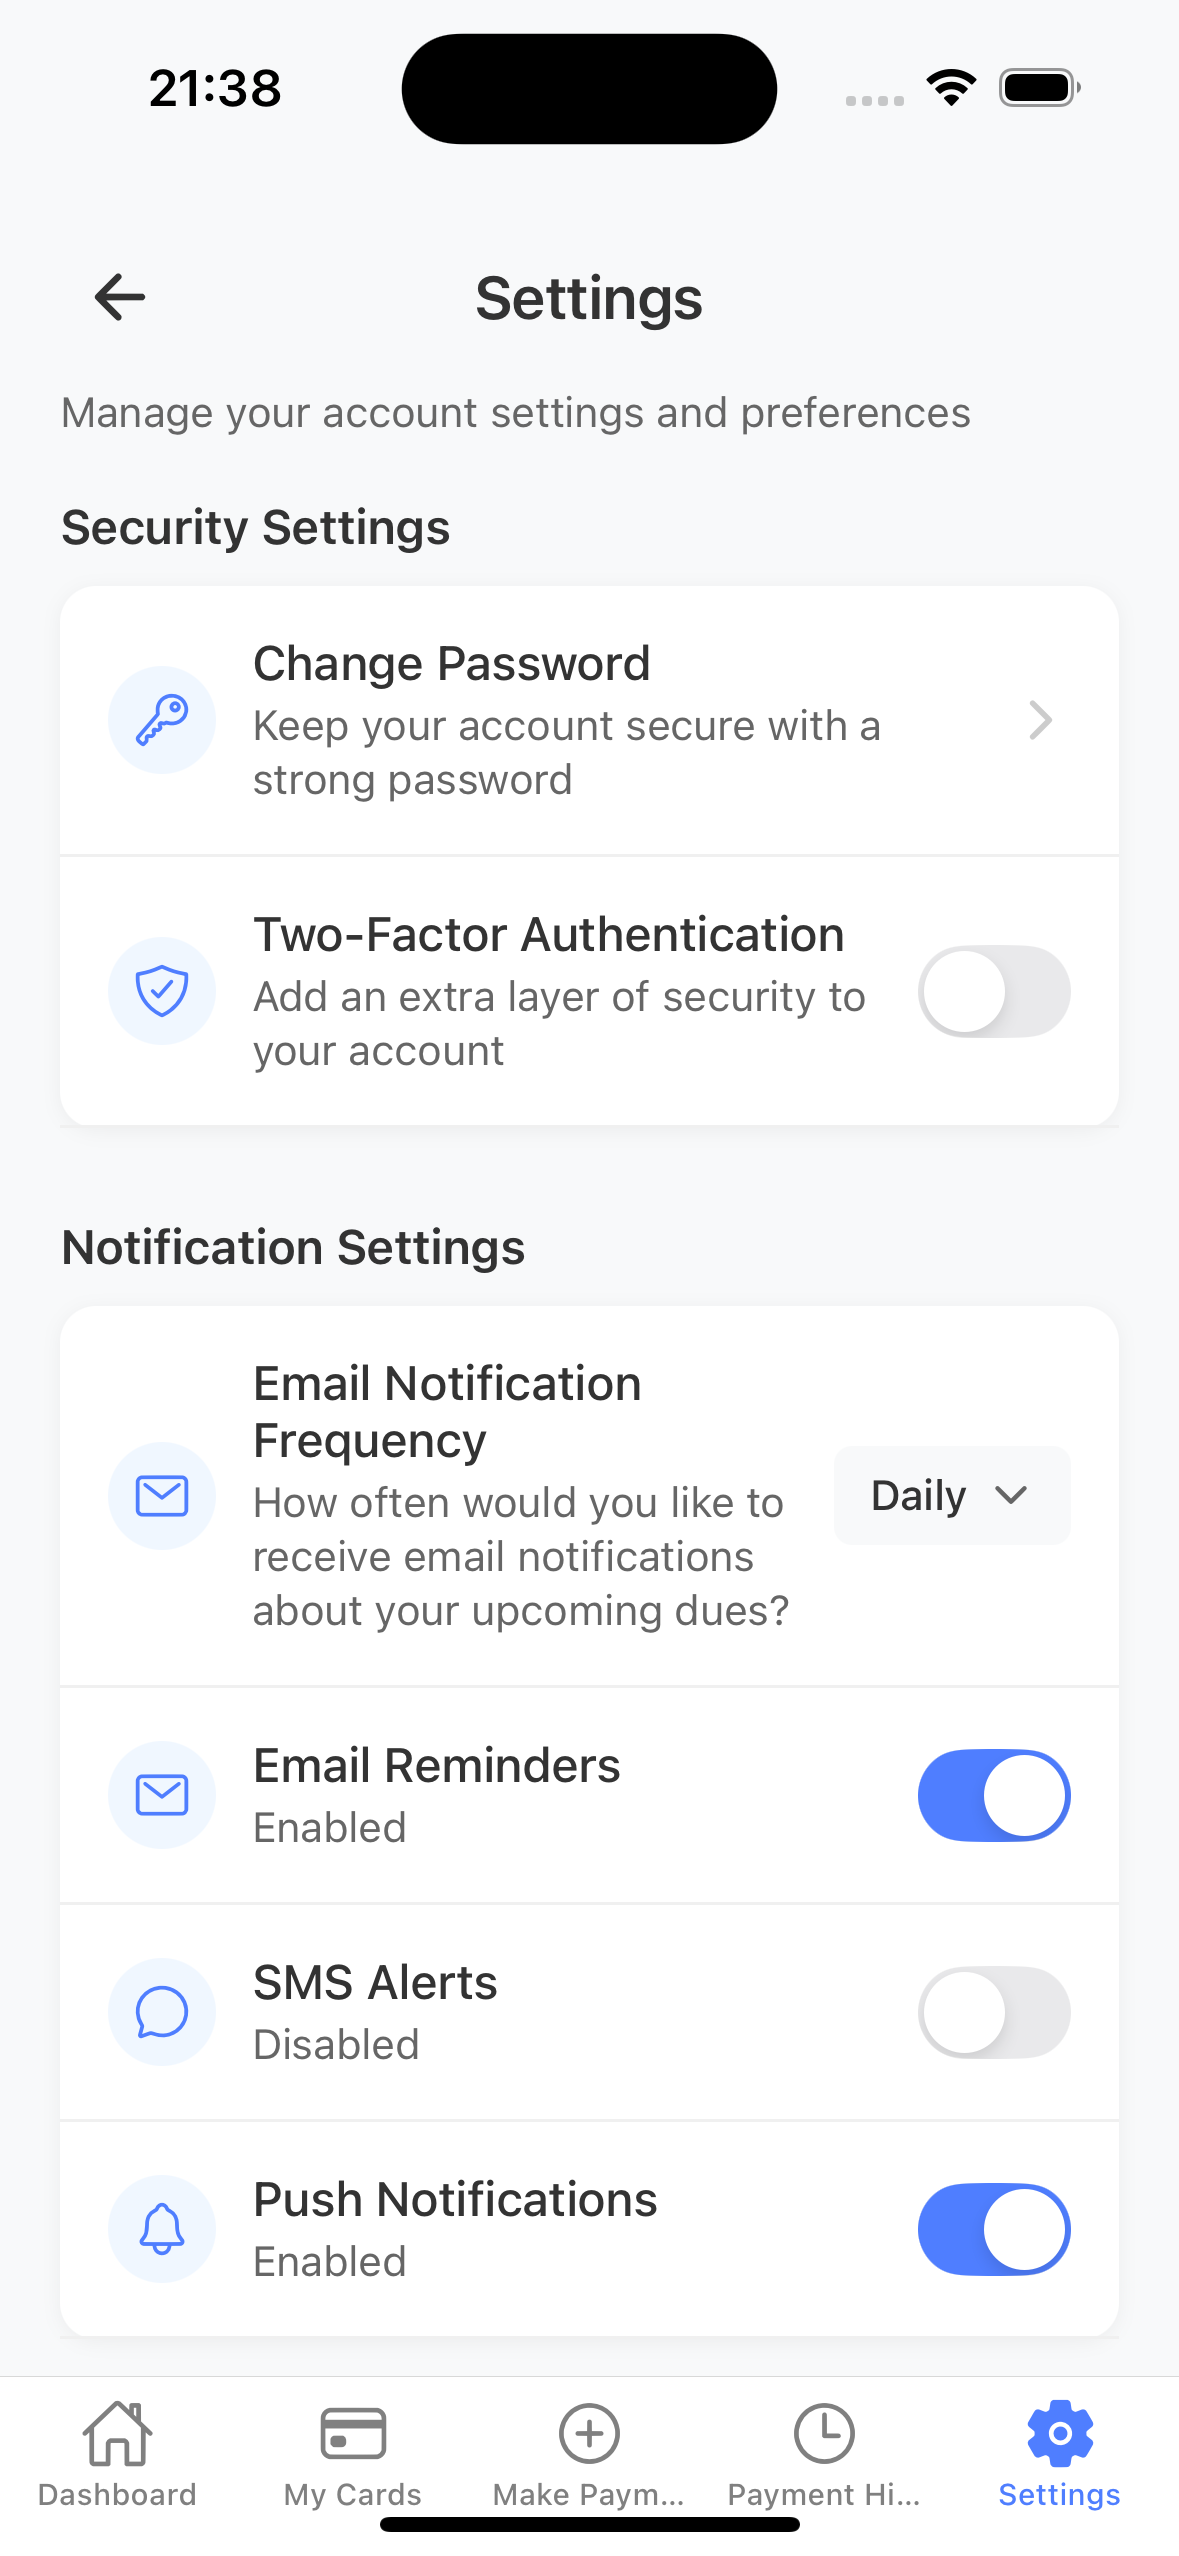 21:38
Settings
Manage your account settings and preferences
Security Settings
Change Password
Keep your account secure with a
strong password
Two-Factor Authentication
Add an extra layer of security to
your account
Notification Settings
Email Notification
Frequency
How often would you like to
receive email notifications
about your upcoming dues?
Daily
Email Reminders
Enabled
SMS Alerts
Disabled
Push Notifications
Enabled
Dashboard
My Cards
Make Paym...
Payment Hi...
Settings